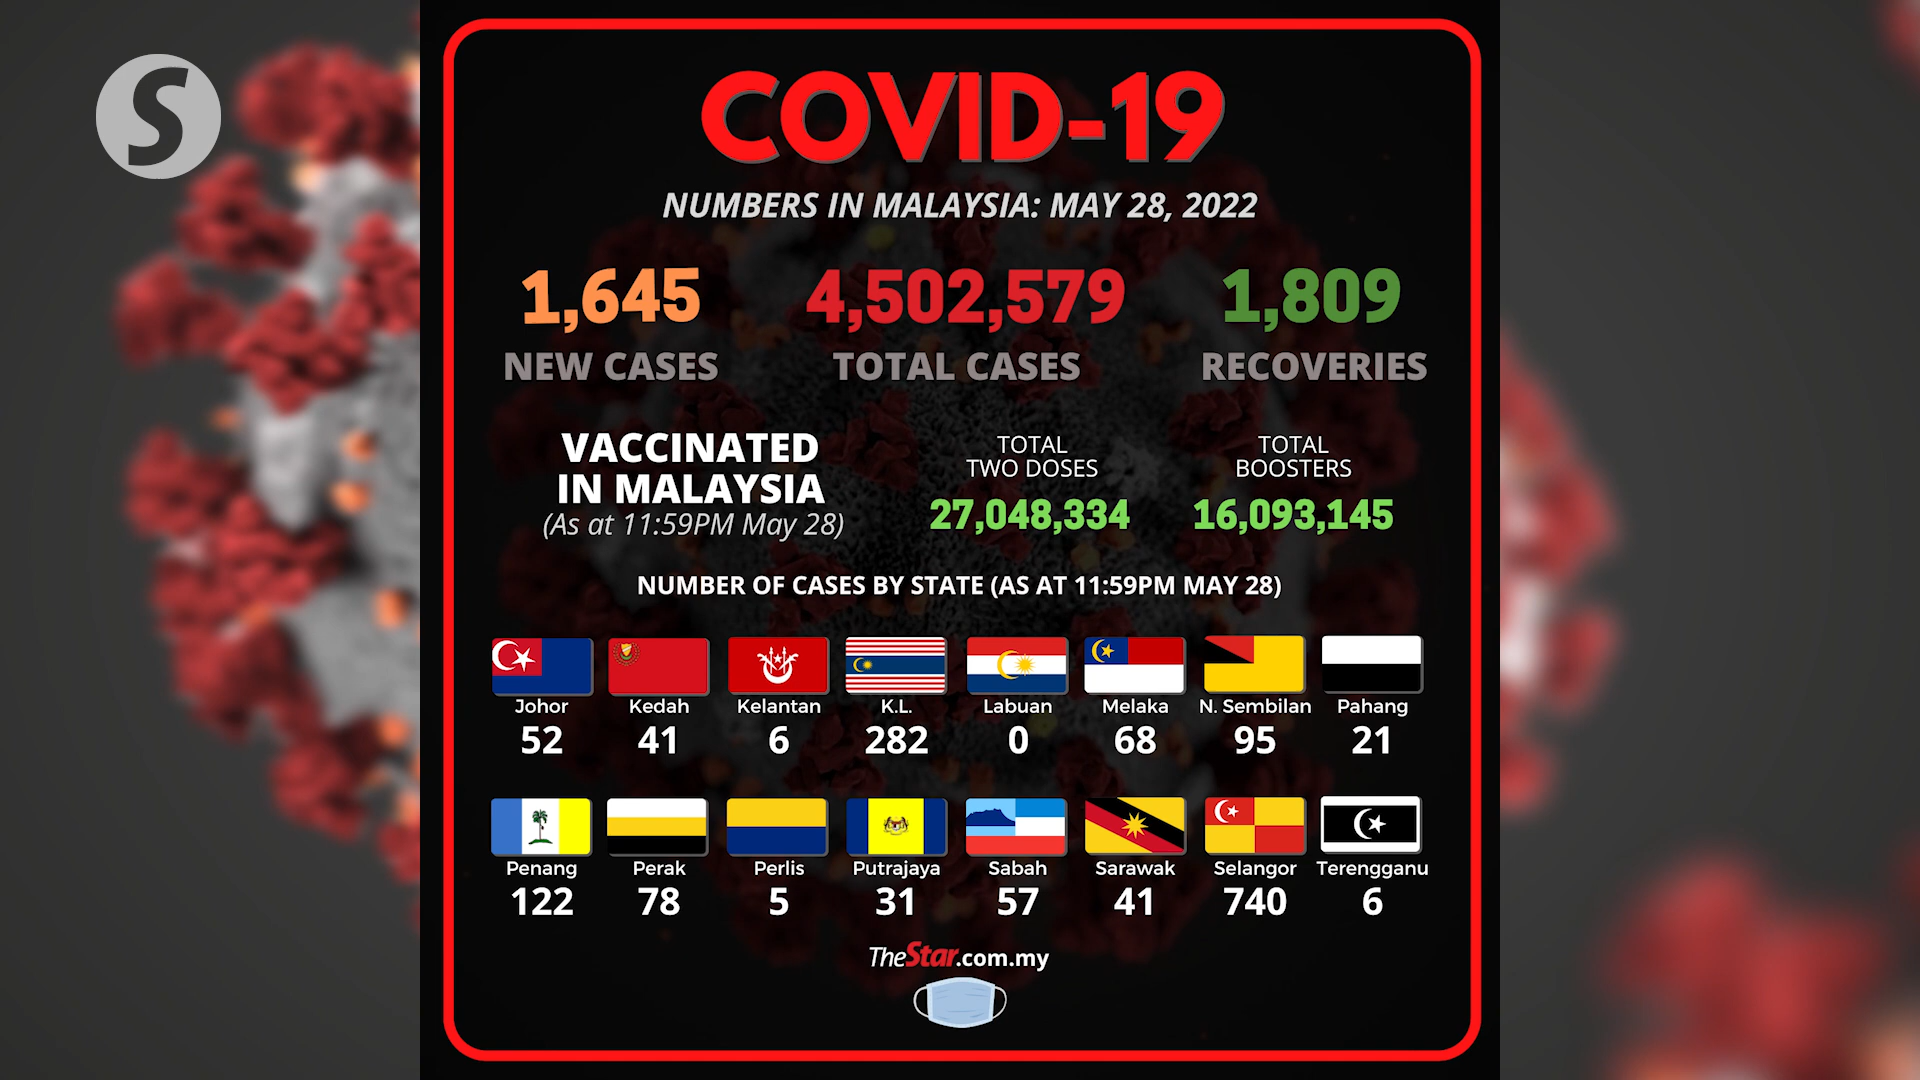 S
COVID-19
NUMBERS IN MALAYSIA: MAY 28, 2022
1,645 4,502,579 1,809
NEW CASES TOTAL CASES RECOVERIES
VACCINATED
IN MALAYSIA
(As at 11:59PM May 28)
TOTAL
TWO DOSES
27,048,334
TOTAL
BOOSTERS
16,093,145
NUMBER OF CASES BY STATE (AS AT 11:59PM MAY 28)
Johor Kedah Kelantan K.L. Labuan Melaka N. Sembilan Pahang
52 41 6 282 0 68 95 21
Penang Perak Perlis Putrajaya Sabah Sarawak Selangor Terengganu
122 78 5 31 57 41 740 6
TheStar.com.my